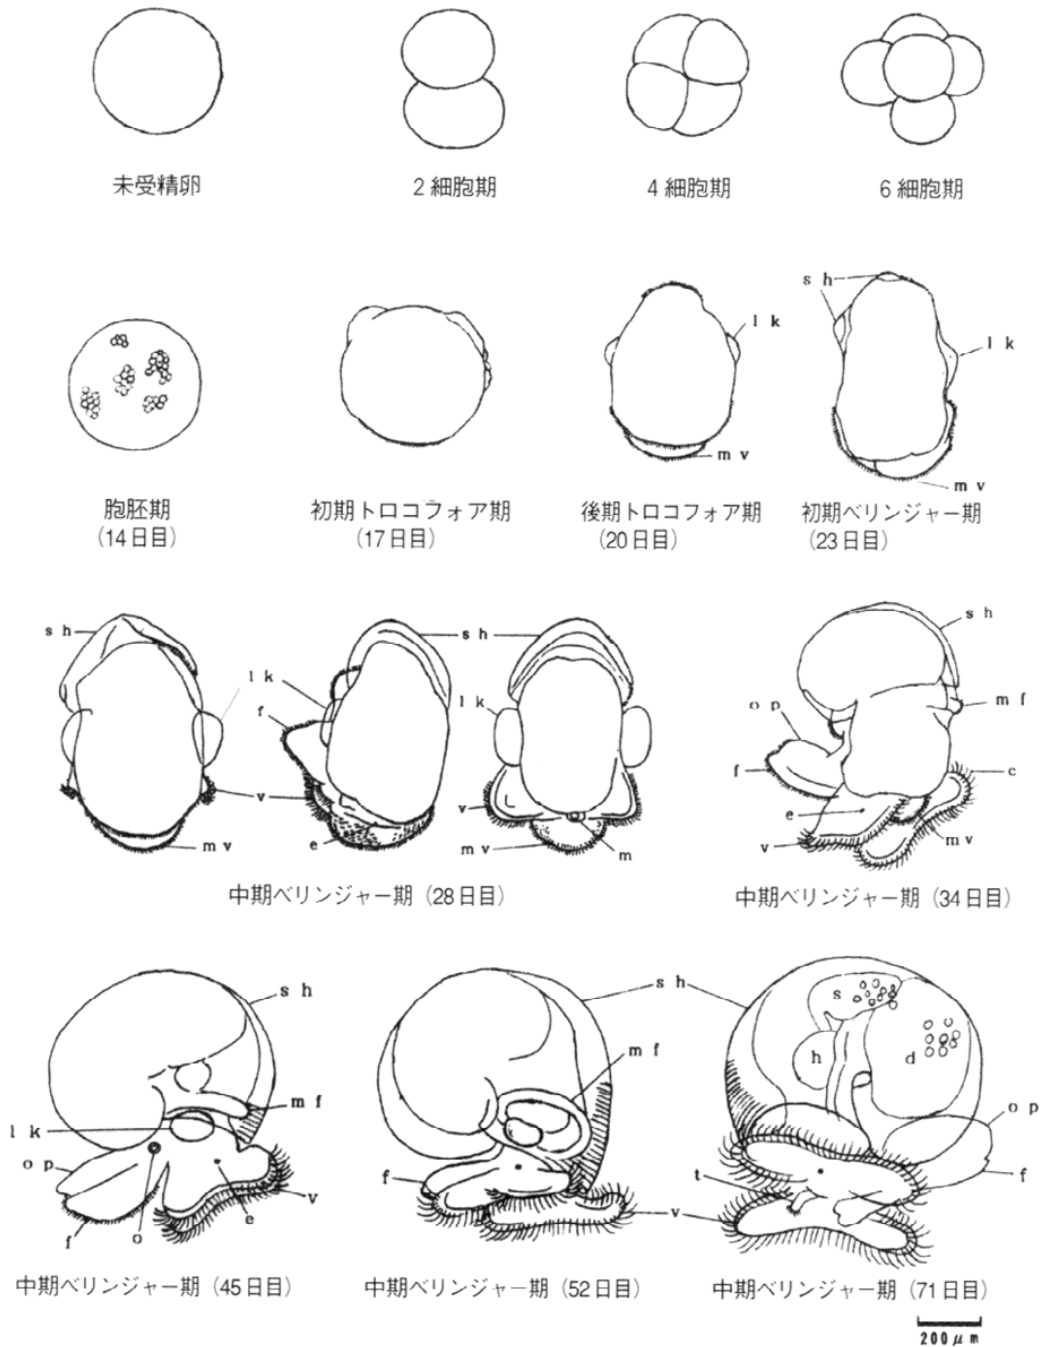 未受精卵
2細胞期
4細胞期
6細胞期
s h
l k
l k
m v
m v
胞胚期
(14日目)
初期トロコフォア期
(17日目)
後期トロコフォア期
(20日目)
初期ベリンジャー期
(23日目)
s h
s h
s h
l k
f
l k
o p
m f
f
c
v
v
e
e
m v
m v
m
v
m v
中期ベリンジャー期(28日目)
中期ベリンジャー期(34日目)
s h
s h
s
h
d
m f
m f
l k
o p
o p
f
t
f
v
v
e
o
f
中期ベリンジャー期(45日目)
中期ベリンジャー期(52日目)
中期ベリンジャー期(71日目)
200μm